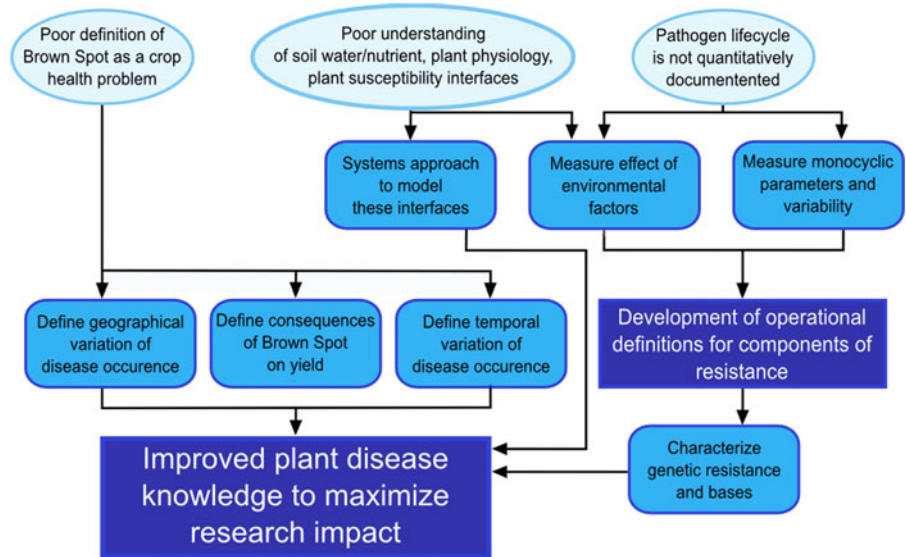 Poor definition of
Brown Spot as a crop
health problem
Poor understanding
of soil water/nutrient, plant physiology,
plant susceptibility interfaces
Pathogen lifecycle
is not quantitatively
documentented
Systems approach
to model
these interfaces
Measure effect of
environmental
factors
Measure monocyclic
parameters and
variability
Define geographical
variation of
disease occurence
Define consequences
of Brown Spot
on yield
Define temporal
variation of
disease occurence
Development of operational
definitions for components of
resistance
Improved plant disease
knowledge to maximize
research impact
Characterize
genetic resistance
and bases